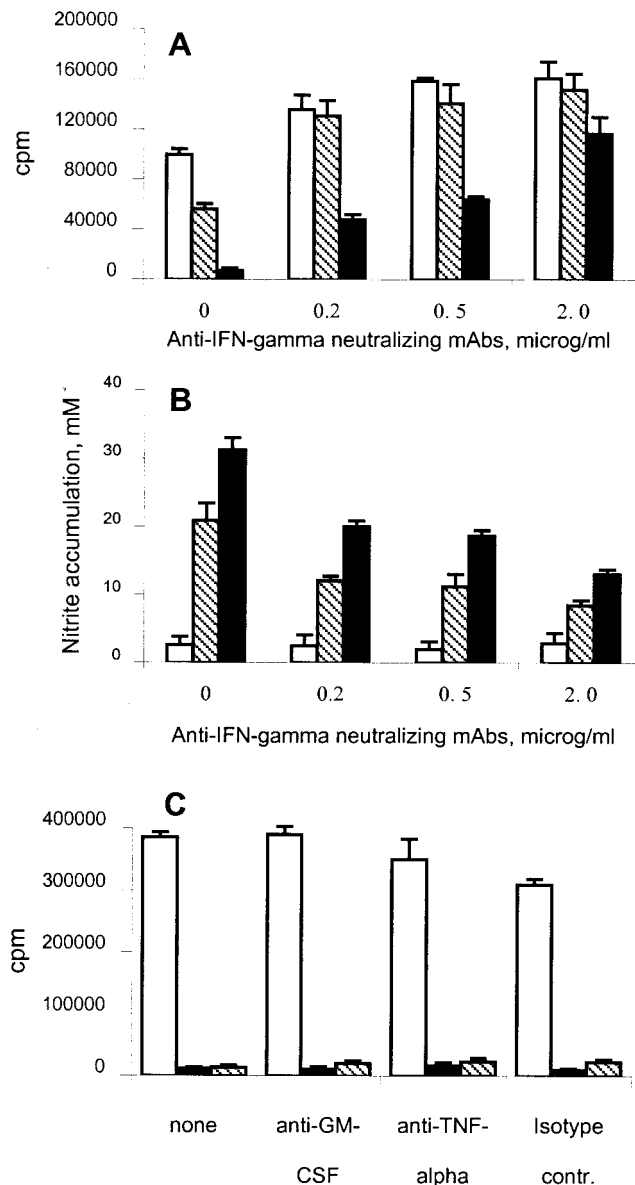 A
200000
160000
120000
80000
40000
0
cpm
0 0.2 0. 5 2. 0
Anti-IFN-gamma neutralizing mAbs, microg/ml
B
40
30
20
10
0
Nitrite accumulation, mM
0 0.2 0. 5 2. 0
Anti-IFN-gamma neutralizing mAbs, microg/ml
C
400000
300000
200000
100000
0
cpm
none anti-GM- anti-TNF- Isotype
CSF alpha contr.